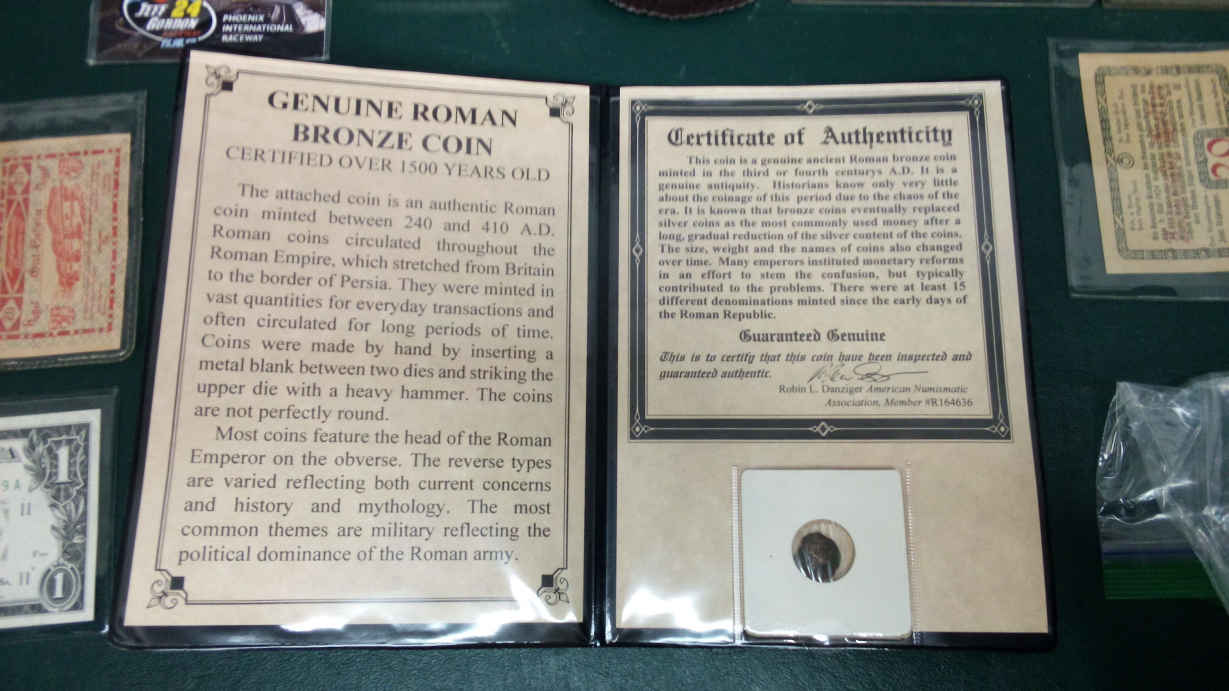 JEFF 24
GORDON
PHOENIX
INTERNATIONAL
RACEWAY
GENUINE ROMAN
BRONZE COIN
CERTIFIED OVER 1500 YEARS OLD
The attached coin is an authentic Roman
coin minted between 240 and 410 A.D.
Roman coins circulated throughout the
Roman Empire, which stretched from Britain
to the border of Persia. They were minted in
vast quantities for everyday transactions and
often circulated for long periods of time.
Coins were made by hand by inserting a
metal blank between two dies and striking the
upper die with a heavy hammer. The coins
are not perfectly round.
Most coins feature the head of the Roman
Emperor on the obverse. The reverse types
are varied reflecting both current concerns
and history and mythology. The most
common themes are military reflecting the
political dominance of the Roman army.
Certificate of Authenticity
This coin is a genuine ancient Roman bronze coin
minted in the third or fourth centurys A.D. It is a
genuine antiquity. Historians know only very little
about the coinage of this period due to the chaos of the
era. It is known that bronze coins eventually replaced
silver coins as the most commonly used money after a
long, gradual reduction of the silver content of the coins.
The size, weight and the names of coins also changed
over time. Many emperors instituted monetary reforms
in an effort to stem the confusion, but typically
contributed to the problems. There were at least 15
different denominations minted since the early days of
the Roman Republic.
Guaranteed Genuine
This is to certify that this coin have been inspected and
guaranteed authentic.
Robin L. Danziger American Numismatic
Association, Member #R164636
1
1